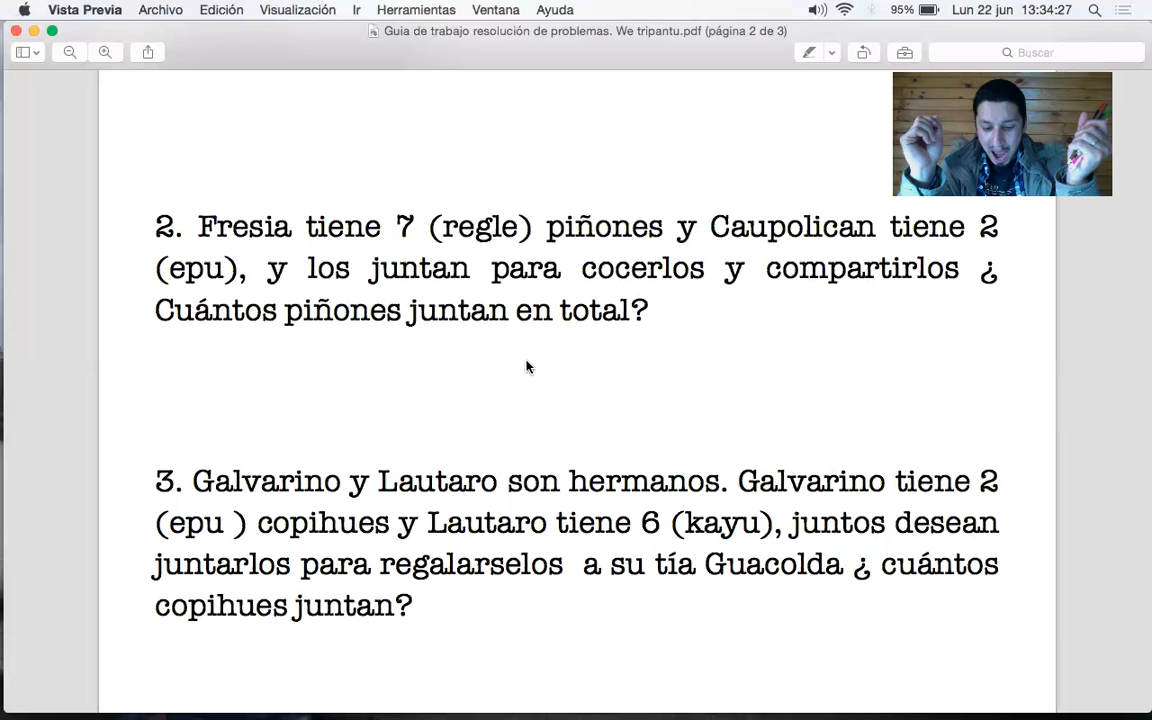 Vista Previa Archivo Edición Visualización Ir Herramientas Ventana Ayuda 95% Lun 22 jun 13:34:27
Guia de trabajo resolución de problemas. We tripantu.pdf (página 2 de 3)
Buscar
2. Fresia tiene 7 (regle) piñones y Caupolican tiene 2
(epu), y los juntan para cocerlos y compartirlos ¿
Cuántos piñones juntan en total?
3. Galvarino y Lautaro son hermanos. Galvarino tiene 2
(epu ) copihues y Lautaro tiene 6 (kayu), juntos desean
juntarlos para regalarselos a su tía Guacolda ¿ cuántos
copihues juntan?